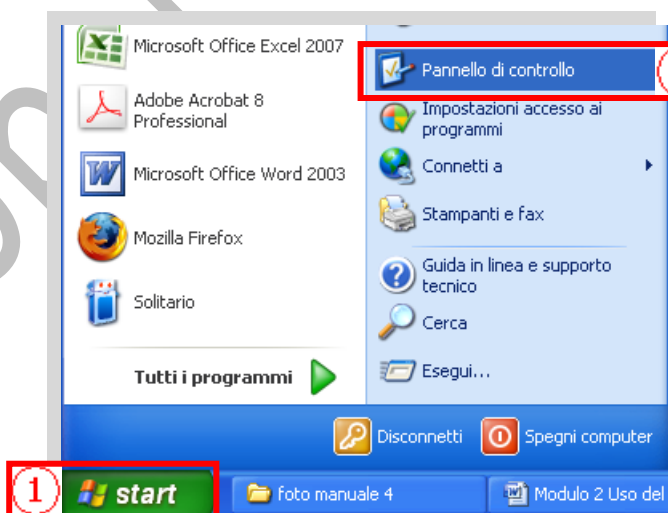 Microsoft Office Excel 2007
Adobe Acrobat 8
Professional
Microsoft Office Word 2003
Mozilla Firefox
Solitario
Tutti i programmi
Pannello di controllo
Impostazioni accesso ai
programmi
Connetti a
Stampanti e fax
Guida in linea e supporto
tecnico
Cerca
Esegui...
Disconnetti
Spegni computer
1
start
foto manuale 4
Modulo 2 Uso del